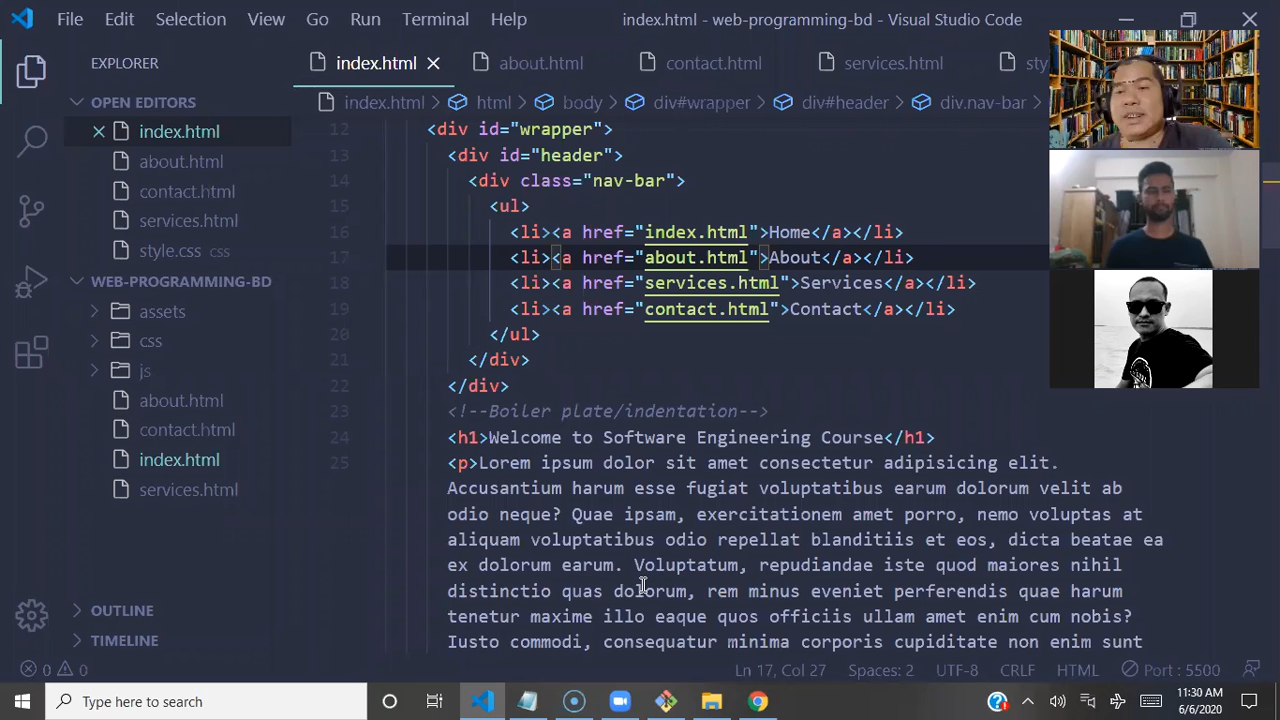 File Edit Selection View Go Run Terminal Help index.html - web-programming-bd - Visual Studio Code
EXPLORER
OPEN EDITORS
index.html
about.html
contact.html
services.html
style.css css
WEB-PROGRAMMING-BD
assets
css
js
about.html
contact.html
index.html
services.html
OUTLINE
TIMELINE
index.html about.html contact.html services.html sty
index.html html body div#wrapper div#header div.nav-bar
12 <div id="wrapper">
13 <div id="header">
14 <div class="nav-bar">
15 <ul>
16 <li><a href="index.html">Home</a></li>
17 <li><a href="about.html">About</a></li>
18 <li><a href="services.html">Services</a></li>
19 <li><a href="contact.html">Contact</a></li>
20 </ul>
21 </div>
22 </div>
23 <!--Boiler plate/indentation-->
24 <h1>Welcome to Software Engineering Course</h1>
25 <p>Lorem ipsum dolor sit amet consectetur adipisicing elit.
Accusantium harum esse fugiat voluptatibus earum dolorum velit ab
odio neque? Quae ipsam, exercitationem amet porro, nemo voluptas at
aliquam voluptatibus odio repellat blanditiis et eos, dicta beatae ea
ex dolorum earum. Voluptatum, repudiandae iste quod maiores nihil
distinctio quas dolorum, rem minus eveniet perferendis quae harum
tenetur maxime illo eaque quos officiis ullam amet enim cum nobis?
Iusto commodi, consequatur minima corporis cupiditate non enim sunt
0 0 Ln 17, Col 27 Spaces: 2 UTF-8 CRLF HTML Port : 5500
Type here to search
11:30 AM
6/6/2020